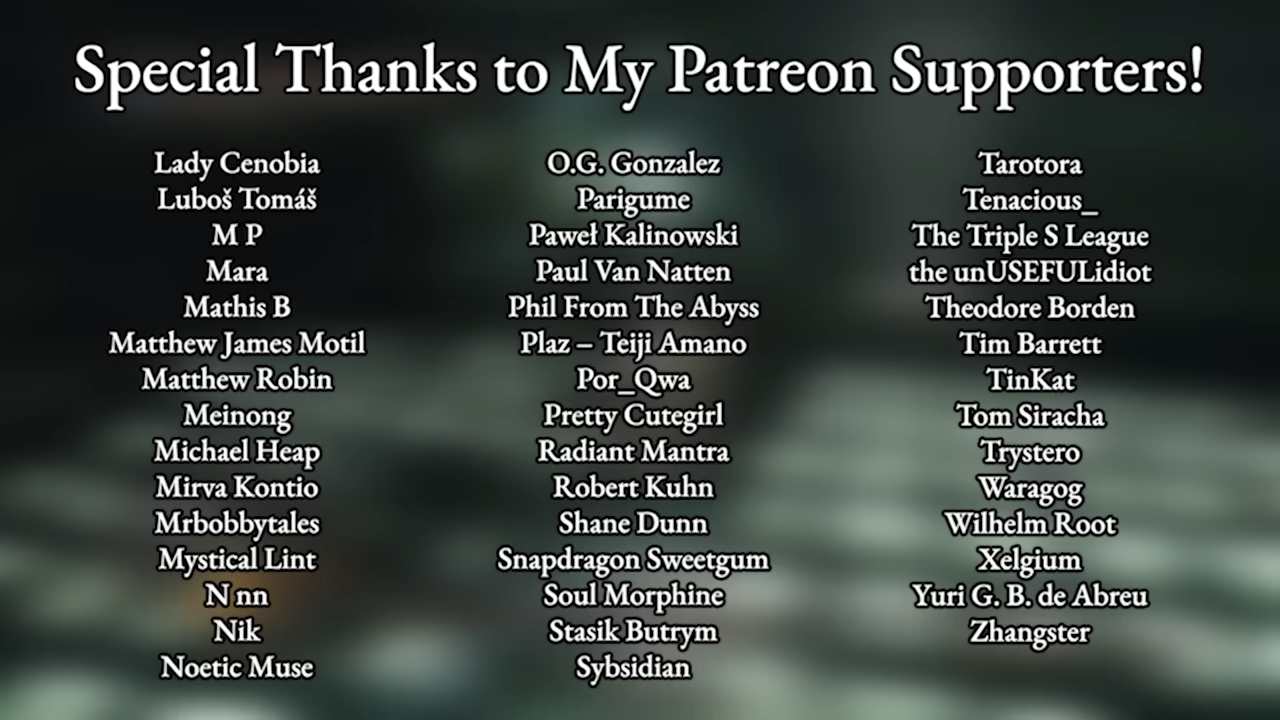 Special Thanks to My Patreon Supporters!
Lady Cenobia
Luboš Tomáš
M P
Mara
Mathis B
Matthew James Motil
Matthew Robin
Meinong
Michael Heap
Mirva Kontio
Mrbobbytales
Mystical Lint
N nn
Nik
Noetic Muse
O.G. Gonzalez
Parigume
Paweł Kalinowski
Paul Van Natten
Phil From The Abyss
Plaz – Teiji Amano
Por_Qwa
Pretty Cutegirl
Radiant Mantra
Robert Kuhn
Shane Dunn
Snapdragon Sweetgum
Soul Morphine
Stasik Butrym
Sybsidian
Tarotora
Tenacious_
The Triple S League
the unUSEFULidiot
Theodore Borden
Tim Barrett
TinKat
Tom Siracha
Trystero
Waragog
Wilhelm Root
Xelgium
Yuri G. B. de Abreu
Zhangster